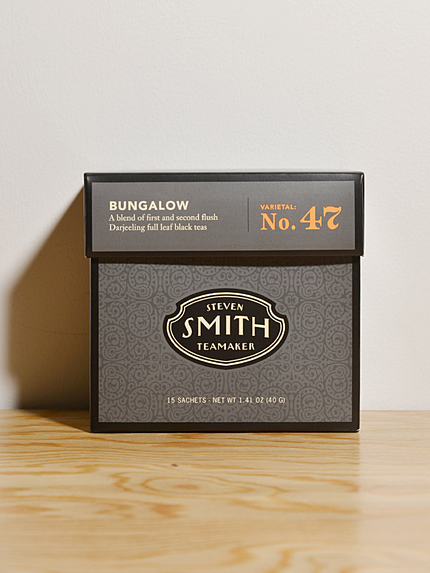 BUNGALOW
A blend of first and second flush
Darjeeling full leaf black teas
VARIETAL:
No. 47
STEVEN
SMITH
TEAMAKER
15 SACHETS · NET WT 1.41 OZ (40 G)